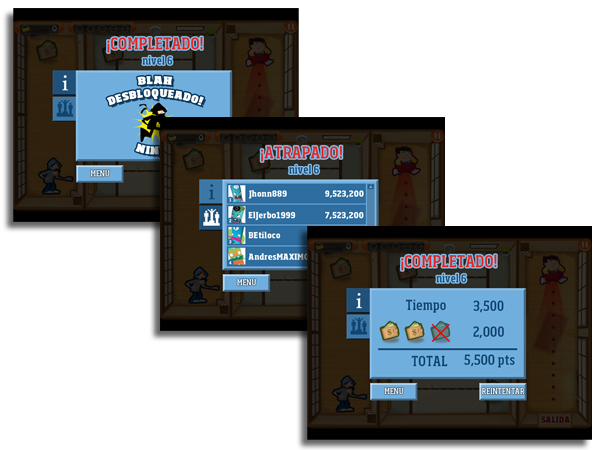 ¡COMPLETADO!
nivel 6
i
BLAH
DESBLOQUEADO!
MENU
¡ATRAPADO!
nivel 6
i
Jhonn889 9,523,200
ElJerbo1999 7,523,200
BEtiloco
AndresMAXIMO
MENU
¡COMPLETADO!
nivel 6
i
Tiempo 3,500
2,000
TOTAL 5,500 pts
MENU REINTENTAR
SALIDA